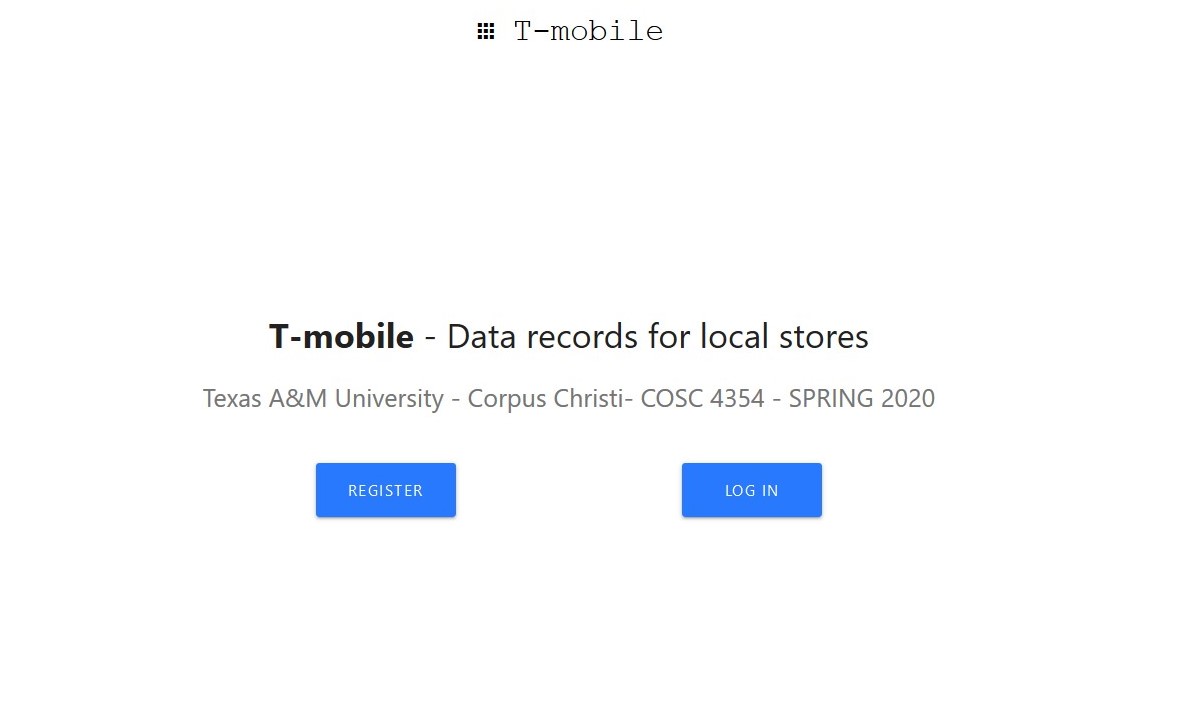 T-mobile
T-mobile - Data records for local stores
Texas A&M University - Corpus Christi- COSC 4354 - SPRING 2020
REGISTER
LOG IN